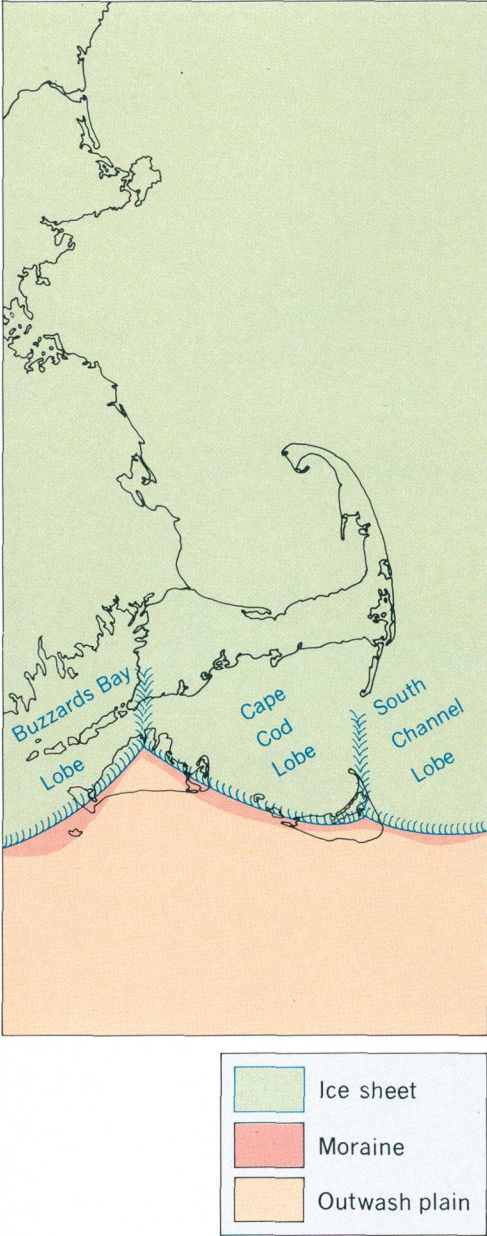 Buzzards Bay
Lobe
Cape
Cod
Lobe
South
Channel
Lobe
Ice sheet
Moraine
Outwash plain